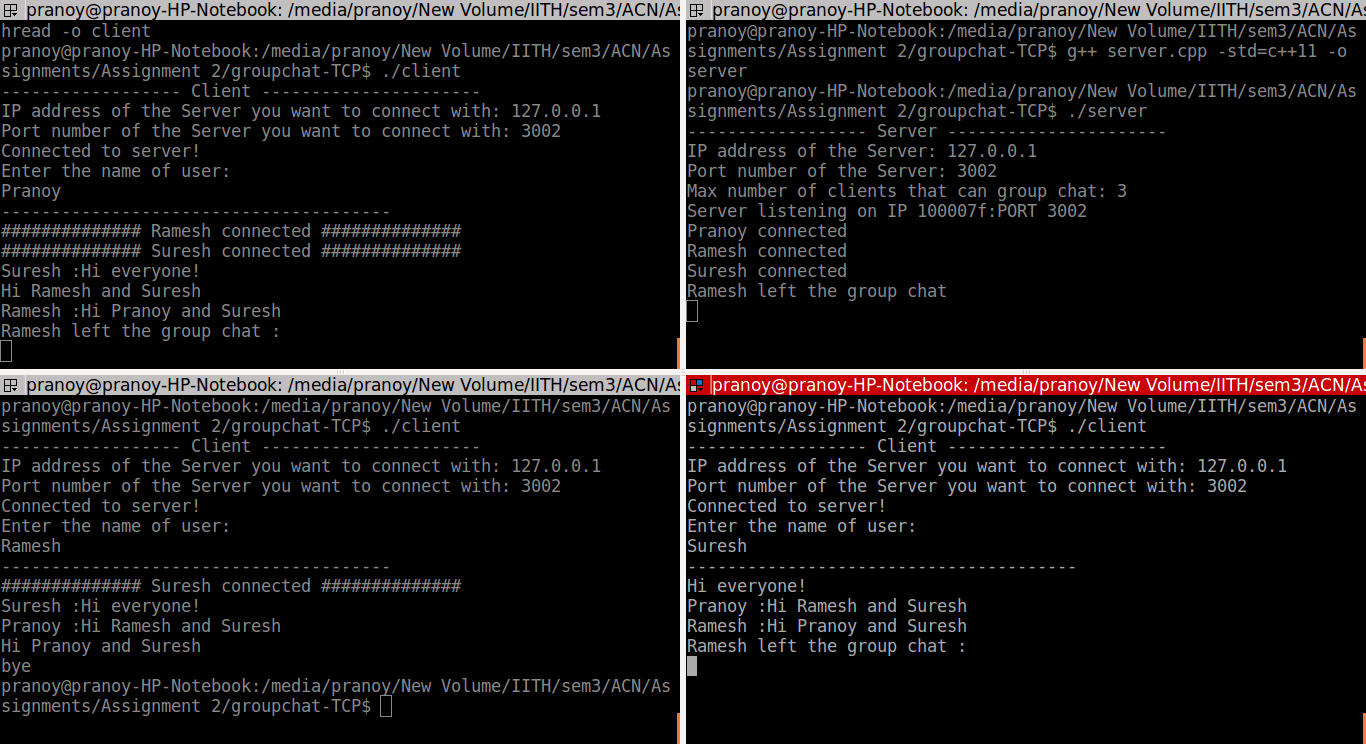 pranoy@pranoy-HP-Notebook: /media/pranoy/New Volume/IITH/sem3/ACN/As
hread -o client
pranoy@pranoy-HP-Notebook:/media/pranoy/New Volume/IITH/sem3/ACN/As
signments/Assignment 2/groupchat-TCP$ ./client
------------------ Client ----------------------
IP address of the Server you want to connect with: 127.0.0.1
Port number of the Server you want to connect with: 3002
Connected to server!
Enter the name of user:
Pranoy
---------------------------------------
############## Ramesh connected ##############
############## Suresh connected ##############
Suresh :Hi everyone!
Hi Ramesh and Suresh
Ramesh :Hi Pranoy and Suresh
Ramesh left the group chat :
pranoy@pranoy-HP-Notebook: /media/pranoy/New Volume/IITH/sem3/ACN/As
pranoy@pranoy-HP-Notebook:/media/pranoy/New Volume/IITH/sem3/ACN/As
signments/Assignment 2/groupchat-TCP$ g++ server.cpp -std=c++11 -o
server
pranoy@pranoy-HP-Notebook:/media/pranoy/New Volume/IITH/sem3/ACN/As
signments/Assignment 2/groupchat-TCP$ ./server
------------------ Server ----------------------
IP address of the Server: 127.0.0.1
Port number of the Server: 3002
Max number of clients that can group chat: 3
Server listening on IP 100007f:PORT 3002
Pranoy connected
Ramesh connected
Suresh connected
Ramesh left the group chat
pranoy@pranoy-HP-Notebook: /media/pranoy/New Volume/IITH/sem3/ACN/As
pranoy@pranoy-HP-Notebook:/media/pranoy/New Volume/IITH/sem3/ACN/As
signments/Assignment 2/groupchat-TCP$ ./client
------------------ Client ----------------------
IP address of the Server you want to connect with: 127.0.0.1
Port number of the Server you want to connect with: 3002
Connected to server!
Enter the name of user:
Ramesh
---------------------------------------
############## Suresh connected ##############
Suresh :Hi everyone!
Pranoy :Hi Ramesh and Suresh
Hi Pranoy and Suresh
bye
pranoy@pranoy-HP-Notebook:/media/pranoy/New Volume/IITH/sem3/ACN/As
signments/Assignment 2/groupchat-TCP$
pranoy@pranoy-HP-Notebook: /media/pranoy/New Volume/IITH/sem3/ACN/As
pranoy@pranoy-HP-Notebook:/media/pranoy/New Volume/IITH/sem3/ACN/As
signments/Assignment 2/groupchat-TCP$ ./client
------------------ Client ----------------------
IP address of the Server you want to connect with: 127.0.0.1
Port number of the Server you want to connect with: 3002
Connected to server!
Enter the name of user:
Suresh
---------------------------------------
Hi everyone!
Pranoy :Hi Ramesh and Suresh
Ramesh :Hi Pranoy and Suresh
Ramesh left the group chat :